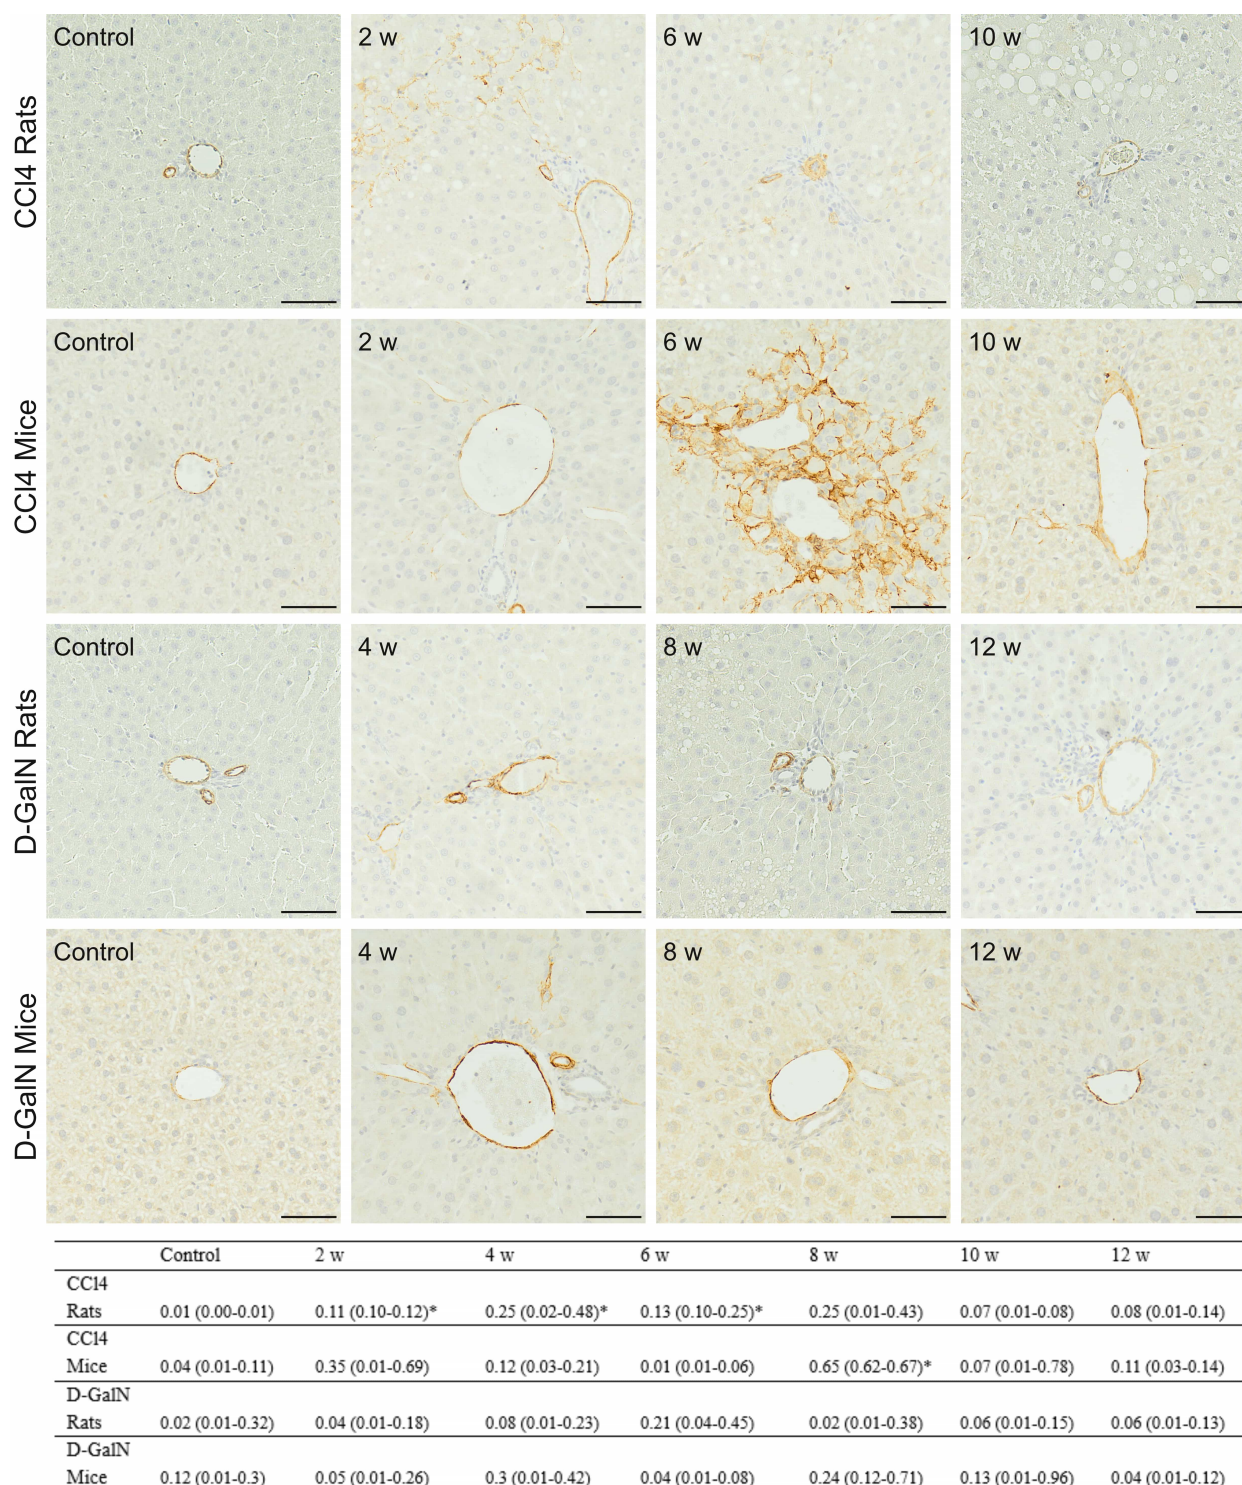 CCl4 Rats
Control
2 w
6 w
10 w
CCl4 Mice
Control
2 w
6 w
10 w
D-GalN Rats
Control
4 w
8 w
12 w
D-GalN Mice
Control
4 w
8 w
12 w
Control 2 w 4 w 6 w 8 w 10 w 12 w
CCl4
Rats 0.01 (0.00-0.01) 0.11 (0.10-0.12)* 0.25 (0.02-0.48)* 0.13 (0.10-0.25)* 0.25 (0.01-0.43) 0.07 (0.01-0.08) 0.08 (0.01-0.14)
CCl4
Mice 0.04 (0.01-0.11) 0.35 (0.01-0.69) 0.12 (0.03-0.21) 0.01 (0.01-0.06) 0.65 (0.62-0.67)* 0.07 (0.01-0.78) 0.11 (0.03-0.14)
D-GalN
Rats 0.02 (0.01-0.32) 0.04 (0.01-0.18) 0.08 (0.01-0.23) 0.21 (0.04-0.45) 0.02 (0.01-0.38) 0.06 (0.01-0.15) 0.06 (0.01-0.13)
D-GalN
Mice 0.12 (0.01-0.3) 0.05 (0.01-0.26) 0.3 (0.01-0.42) 0.04 (0.01-0.08) 0.24 (0.12-0.71) 0.13 (0.01-0.96) 0.04 (0.01-0.12)